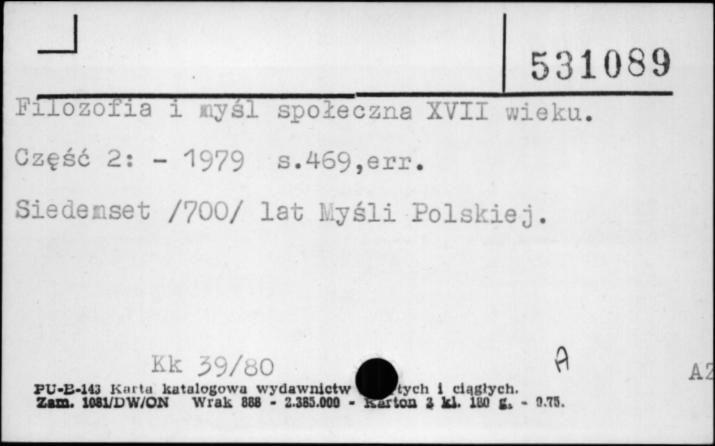 531089
Filozofia i myśl społeczna XVII wieku.
Część 2: - 1979 s.469,err.
Siedemset /700/ lat Myśli Polskiej.
Kk 39/80 A
AZ
PU-B-143 Karta katalogowa wydawnictw tych i ciągłych.
Zam. 1081/DW/ON Wrak 888 - 2.385.000 - Karton 3 kl. 180 g. - 9.75.